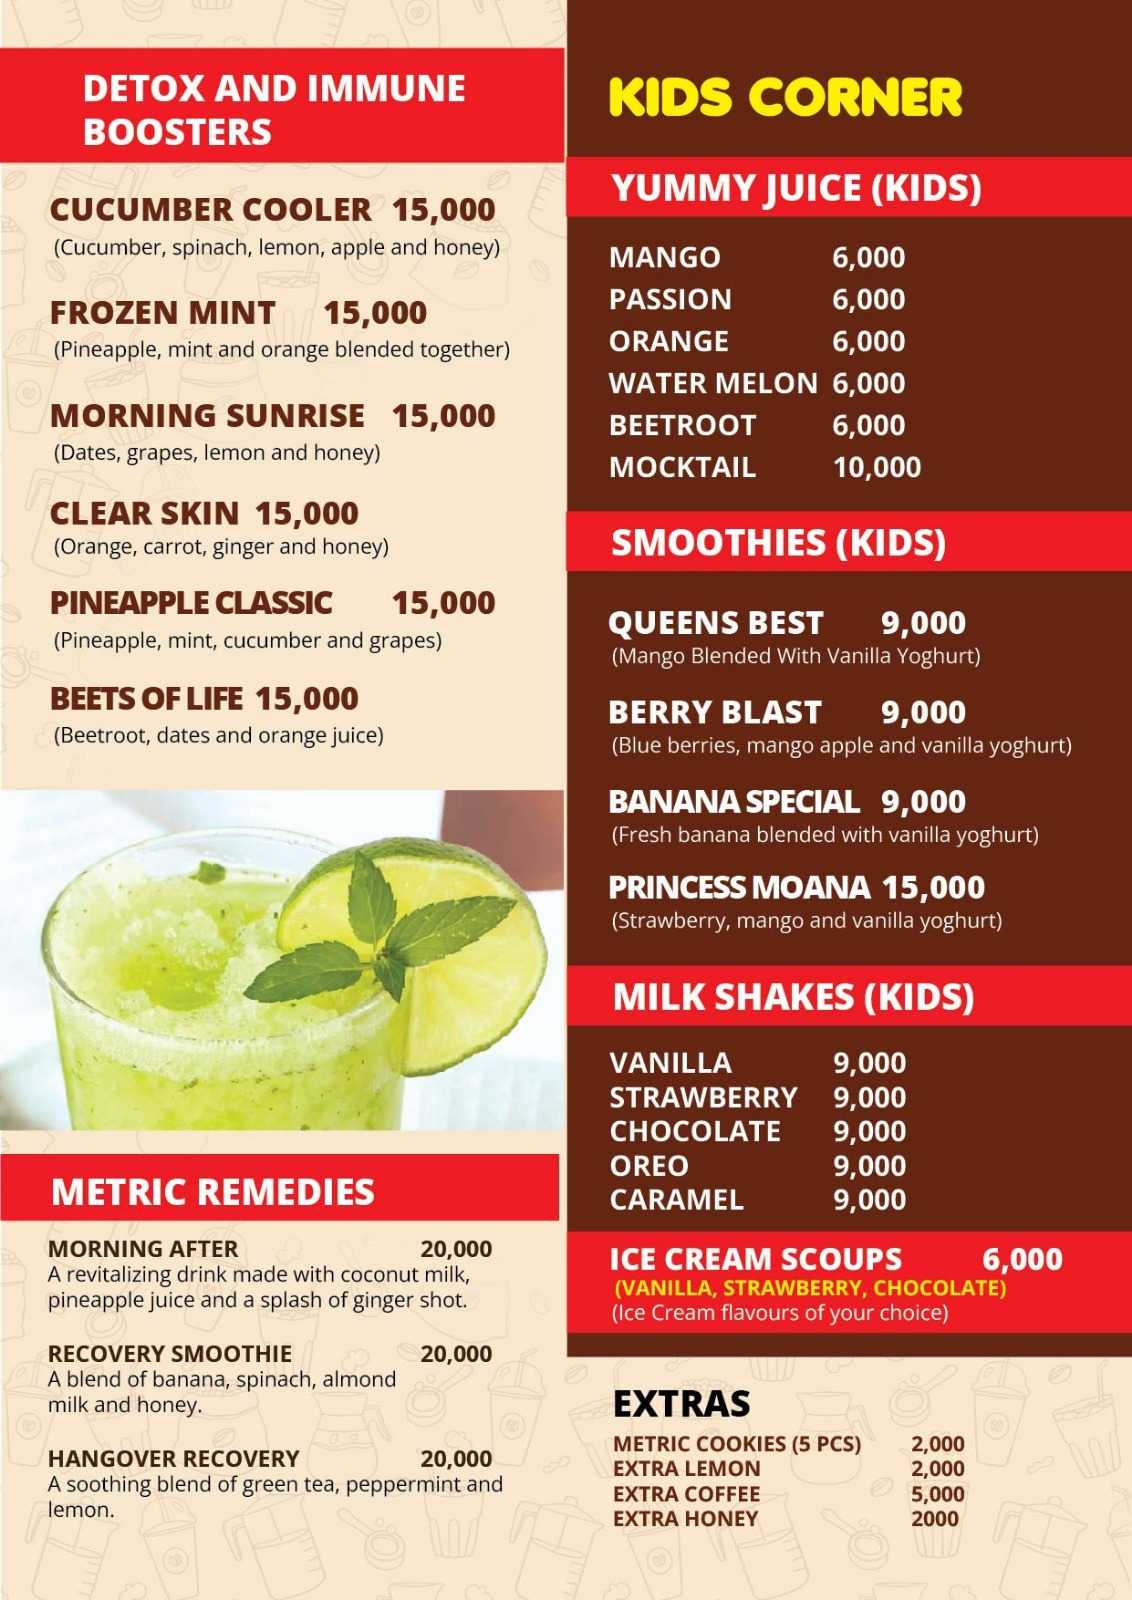 DETOX AND IMMUNE
BOOSTERS
CUCUMBER COOLER 15,000
(Cucumber, spinach, lemon, apple and honey)
FROZEN MINT 15,000
(Pineapple, mint and orange blended together)
MORNING SUNRISE 15,000
(Dates, grapes, lemon and honey)
CLEAR SKIN 15,000
(Orange, carrot, ginger and honey)
PINEAPPLE CLASSIC 15,000
(Pineapple, mint, cucumber and grapes)
BEETS OF LIFE 15,000
(Beetroot, dates and orange juice)
METRIC REMEDIES
MORNING AFTER 20,000
A revitalizing drink made with coconut milk,
pineapple juice and a splash of ginger shot.
RECOVERY SMOOTHIE 20,000
A blend of banana, spinach, almond
milk and honey.
HANGOVER RECOVERY 20,000
A soothing blend of green tea, peppermint and
lemon.
KIDS CORNER
YUMMY JUICE (KIDS)
MANGO 6,000
PASSION 6,000
ORANGE 6,000
WATER MELON 6,000
BEETROOT 6,000
MOCKTAIL 10,000
SMOOTHIES (KIDS)
QUEENS BEST 9,000
(Mango Blended With Vanilla Yoghurt)
BERRY BLAST 9,000
(Blue berries, mango apple and vanilla yoghurt)
BANANA SPECIAL 9,000
(Fresh banana blended with vanilla yoghurt)
PRINCESS MOANA 15,000
(Strawberry, mango and vanilla yoghurt)
MILK SHAKES (KIDS)
VANILLA 9,000
STRAWBERRY 9,000
CHOCOLATE 9,000
OREO 9,000
CARAMEL 9,000
ICE CREAM SCOUPS 6,000
(VANILLA, STRAWBERRY, CHOCOLATE)
(Ice Cream flavours of your choice)
EXTRAS
METRIC COOKIES (5 PCS) 2,000
EXTRA LEMON 2,000
EXTRA COFFEE 5,000
EXTRA HONEY 2000